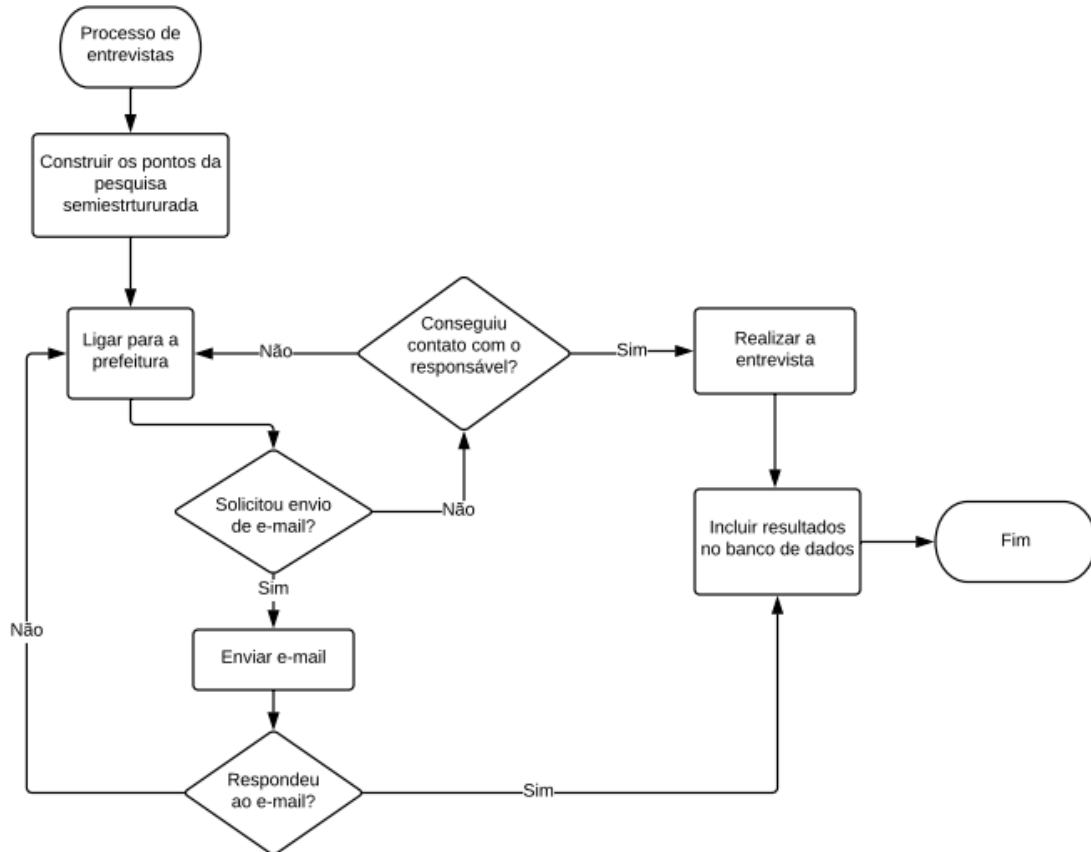 Processo de
entrevistas
Construir os pontos da
pesquisa
semiestrtururada
Ligar para a
prefeitura
Não
Conseguiu
contato com o
responsável?
Sim
Realizar a
entrevista
Solicitou envio
de e-mail?
Não
Incluir resultados
no banco de dados
Fim
Sim
Não
Enviar e-mail
Respondeu
ao e-mail?
Sim